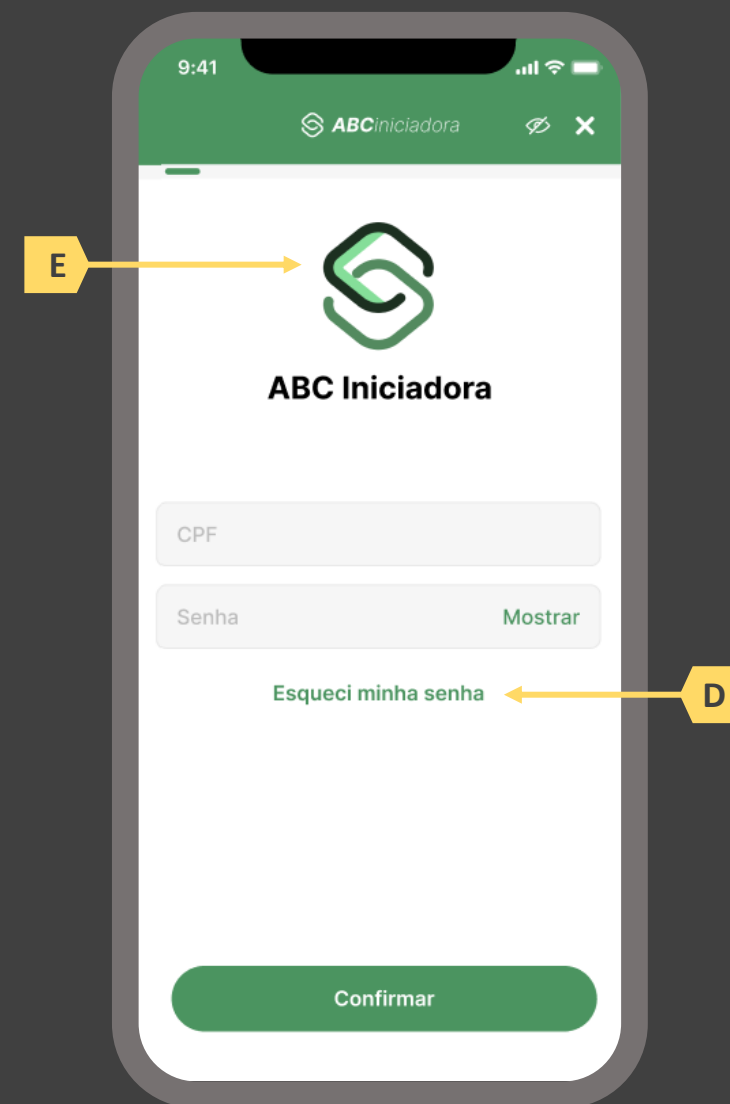 9:41
ABCiniciadora
E
ABC Iniciadora
CPF
Senha Mostrar
Esqueci minha senha
D
Confirmar